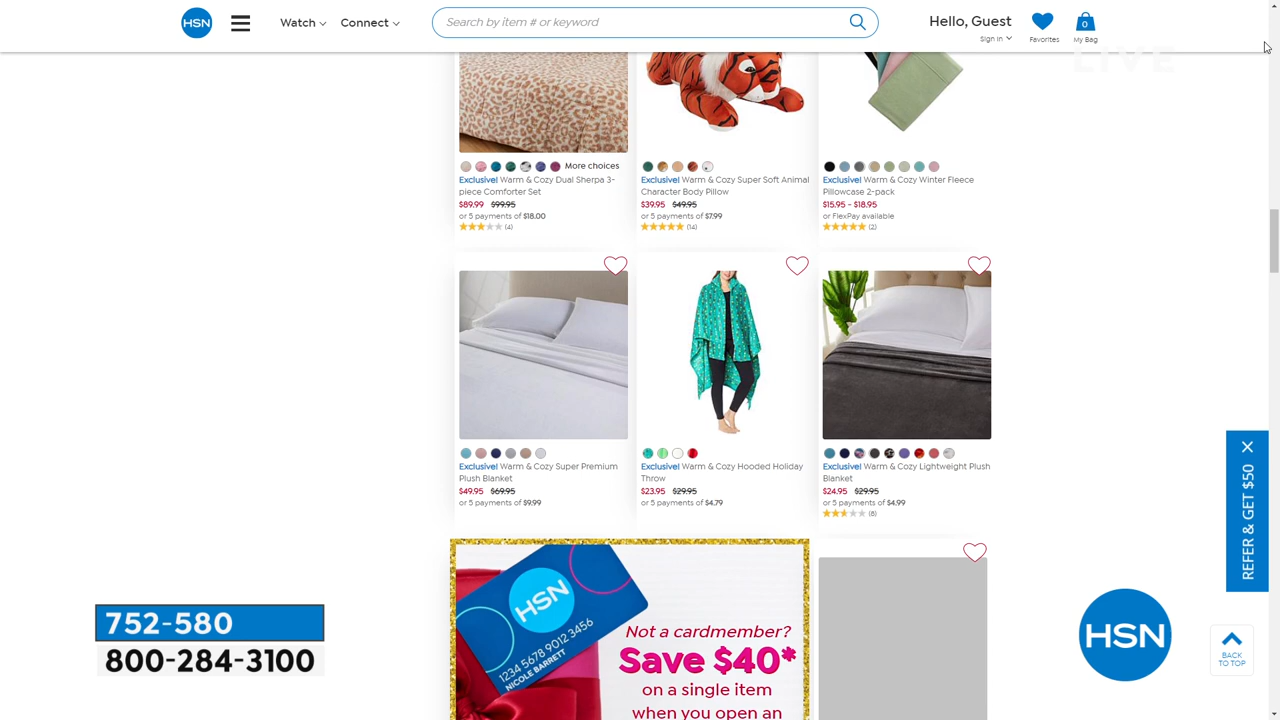 HSN
Watch
Connect
Search by item # or keyword
Hello, Guest
Sign in
Favorites
0
My Bag
LIVE
More choices
Exclusive! Warm & Cozy Dual Sherpa 3-
piece Comforter Set
$89.99 $99.95
or 5 payments of $18.00
(4)
Exclusive! Warm & Cozy Super Soft Animal
Character Body Pillow
$39.95 $49.95
or 5 payments of $7.99
(14)
Exclusive! Warm & Cozy Winter Fleece
Pillowcase 2-pack
$15.95 - $18.95
or FlexPay available
(2)
Exclusive! Warm & Cozy Super Premium
Plush Blanket
$49.95 $69.95
or 5 payments of $9.99
Exclusive! Warm & Cozy Hooded Holiday
Throw
$23.95 $29.95
or 5 payments of $4.79
Exclusive! Warm & Cozy Lightweight Plush
Blanket
$24.95 $29.95
or 5 payments of $4.99
(8)
REFER & GET $50
HSN
1234 5678 9012 3456
NICOLE BARRETT
Not a cardmember?
Save $40*
on a single item
when you open an
752-580
800-284-3100
HSN
BACK
TO TOP